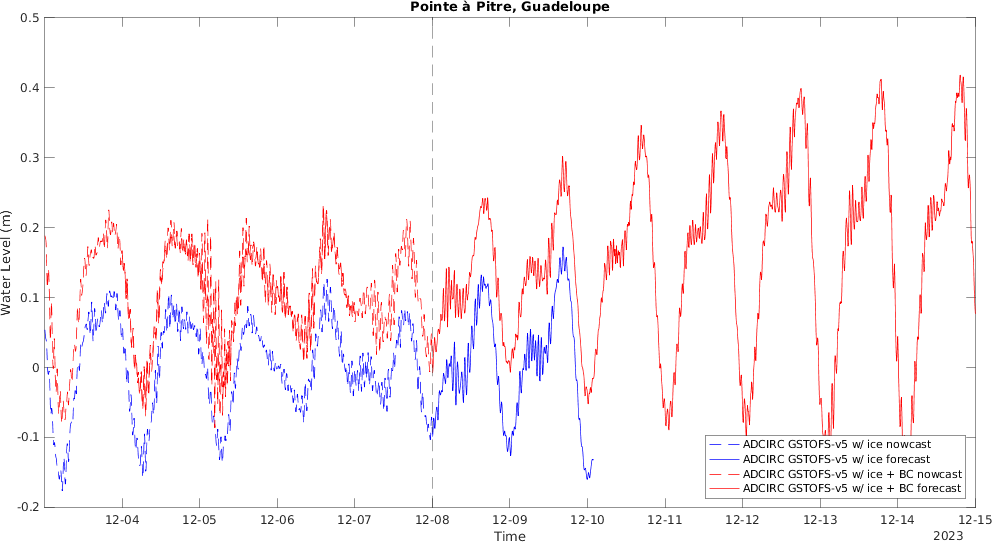 Pointe à Pitre, Guadeloupe
0.5
0.4
0.3
0.2
0.1
0
-0.1
-0.2
Water Level (m)
ADCIRC GSTOFS-v5 w/ ice nowcast
ADCIRC GSTOFS-v5 w/ ice forecast
ADCIRC GSTOFS-v5 w/ ice + BC nowcast
ADCIRC GSTOFS-v5 w/ ice + BC forecast
12-04 12-05 12-06 12-07 12-08 12-09 12-10 12-11 12-12 12-13 12-14 12-15
Time
2023